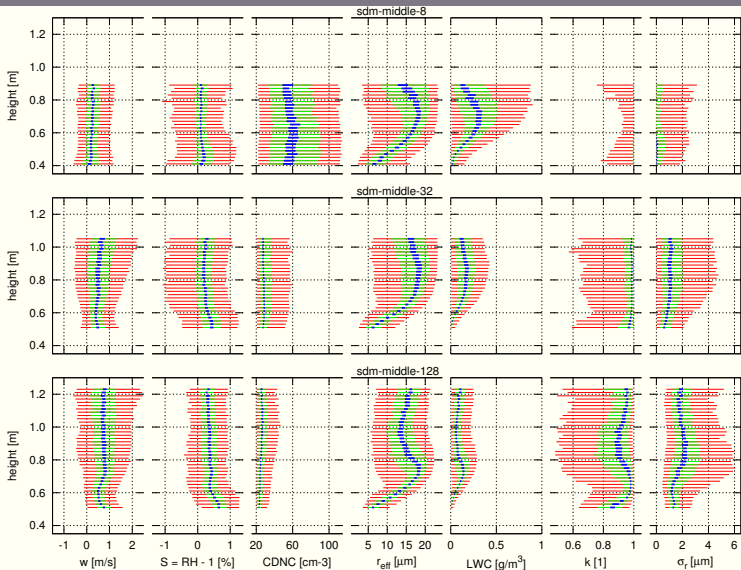 sdm-middle-8
height [m]
1.2
1.0
0.8
0.6
0.4
sdm-middle-32
height [m]
1.2
1.0
0.8
0.6
0.4
sdm-middle-128
height [m]
1.2
1.0
0.8
0.6
0.4
-1 0 1 2 -1 0 1 20 60 100 5 10 15 20 0 0.5 1 0.6 0.8 1 0 2 4 6
w [m/s] S = RH - 1 [%] CDNC [cm-3] r_eff [µm] LWC [g/m³] k [1] σ_r [µm]